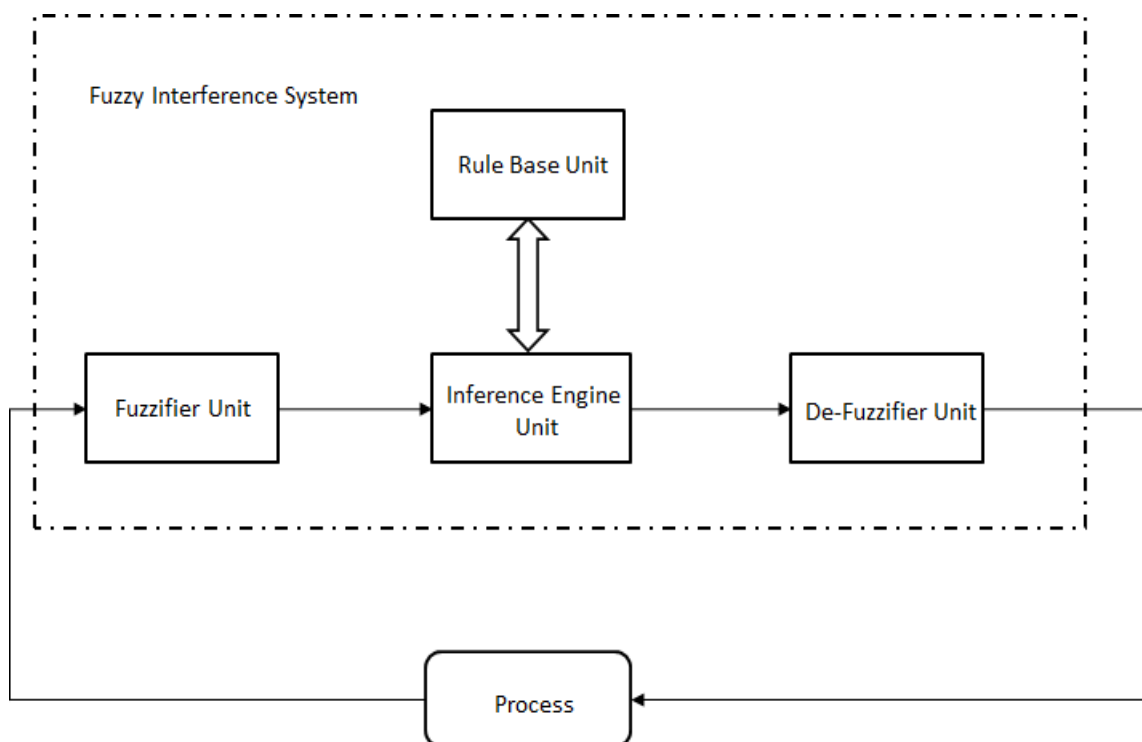 Fuzzy Interference System
Rule Base Unit
Fuzzifier Unit
Inference Engine
Unit
De-Fuzzifier Unit
Process